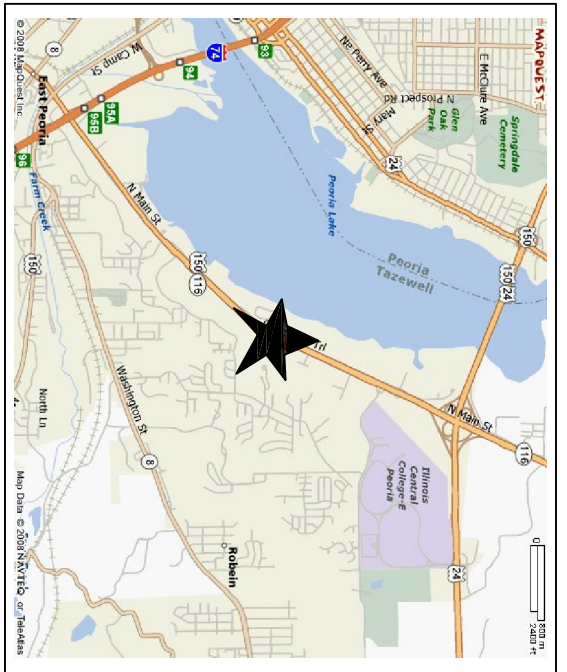 MAPQUEST
0 800 m
2400 ft
Springdale
Cemetery
E McClure Ave
150
150/24
116
Glen
Oak
Park
N Prospect Rd
24
N Main St
Illinois
Central
College-E
Peoria
Ne Perry Ave
Mary St
24
Peoria
Tazewell
Peoria Lake
93
74
94
150/116
Rd
Robein
W Camp St
N Main St
Washington St
8
95A
95B
8
East Peoria
Farm Creek
150
North Ln
96
© 2008 MapQuest Inc.
Map Data © 2008 NAVTEQ or TeleAtlas